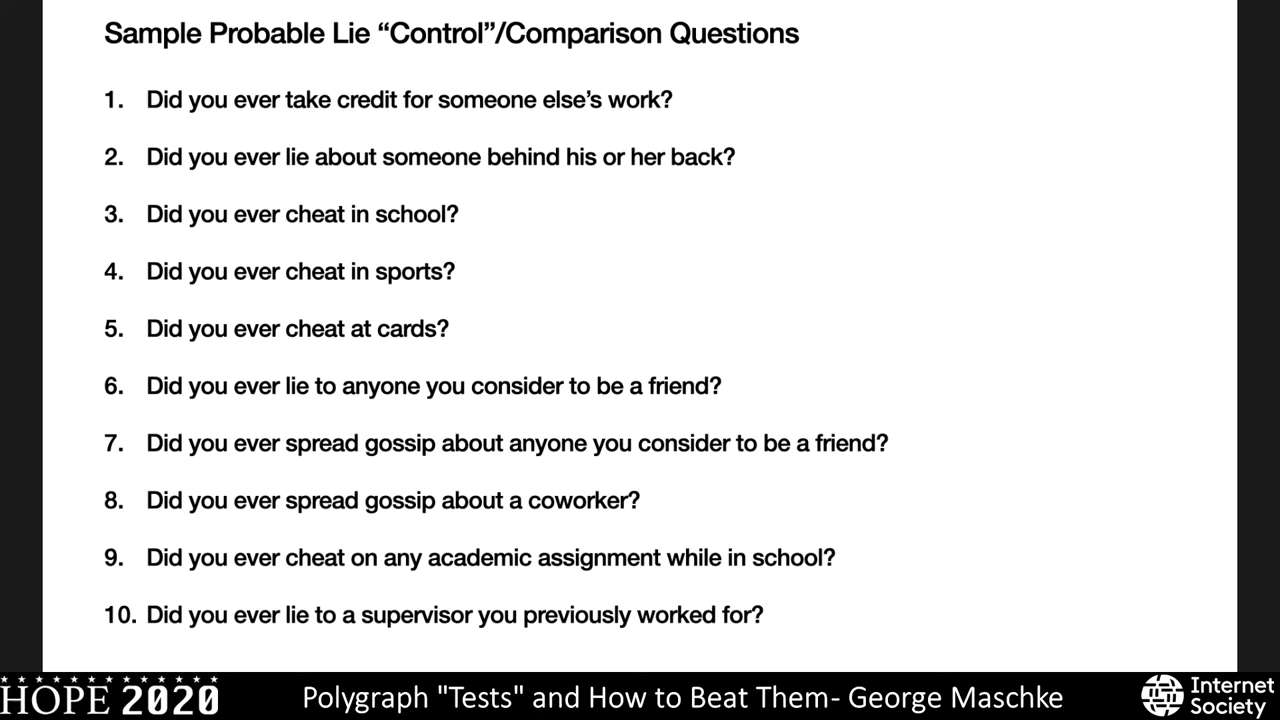 Sample Probable Lie “Control”/Comparison Questions
1. Did you ever take credit for someone else’s work?
2. Did you ever lie about someone behind his or her back?
3. Did you ever cheat in school?
4. Did you ever cheat in sports?
5. Did you ever cheat at cards?
6. Did you ever lie to anyone you consider to be a friend?
7. Did you ever spread gossip about anyone you consider to be a friend?
8. Did you ever spread gossip about a coworker?
9. Did you ever cheat on any academic assignment while in school?
10. Did you ever lie to a supervisor you previously worked for?
HOPE 2020
Polygraph "Tests" and How to Beat Them- George Maschke
Internet
Society